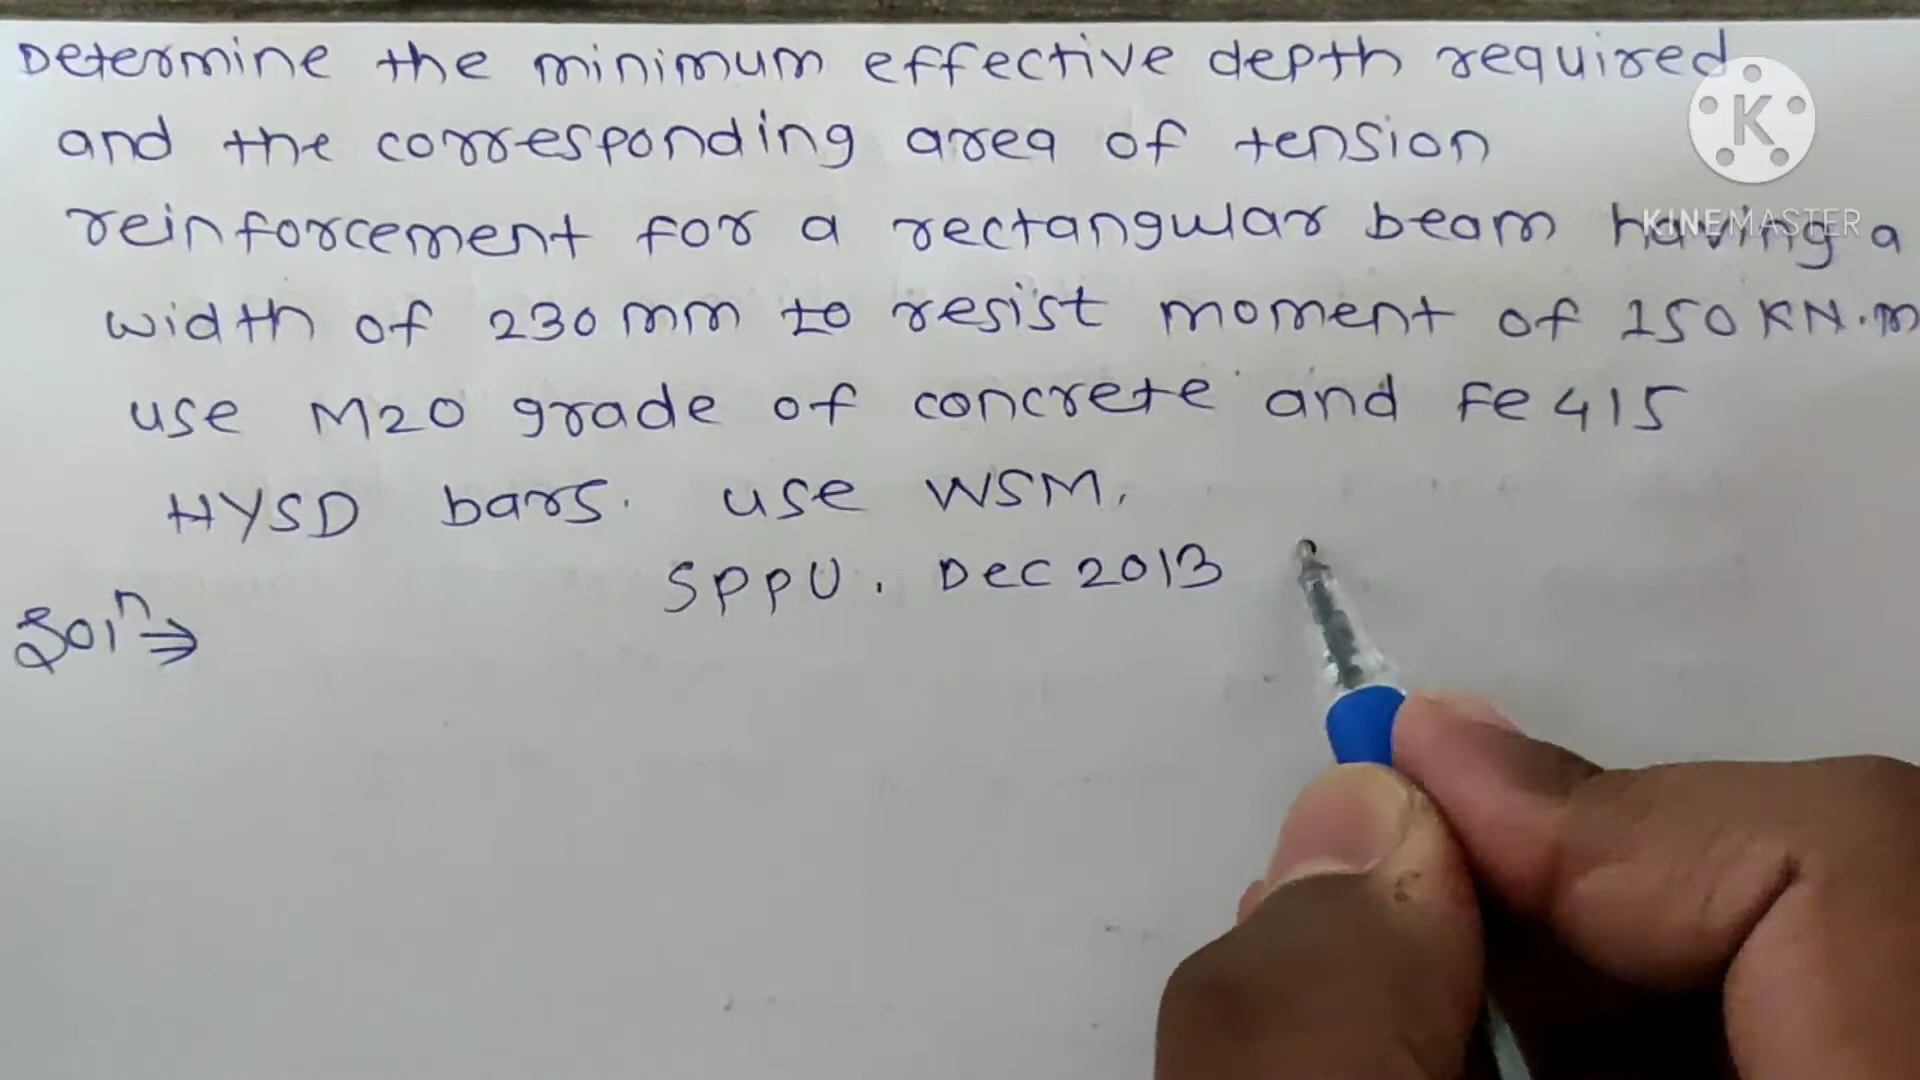 Determine the minimum effective depth required
and the corresponding area of tension
reinforcement for a rectangular beam having a
width of 230 mm to resist moment of 150 KN.m
use M20 grade of concrete and Fe 415
HYSD bars. use WSM.
SPPU. Dec 2013
Solⁿ ⇒
K
KINEMASTER